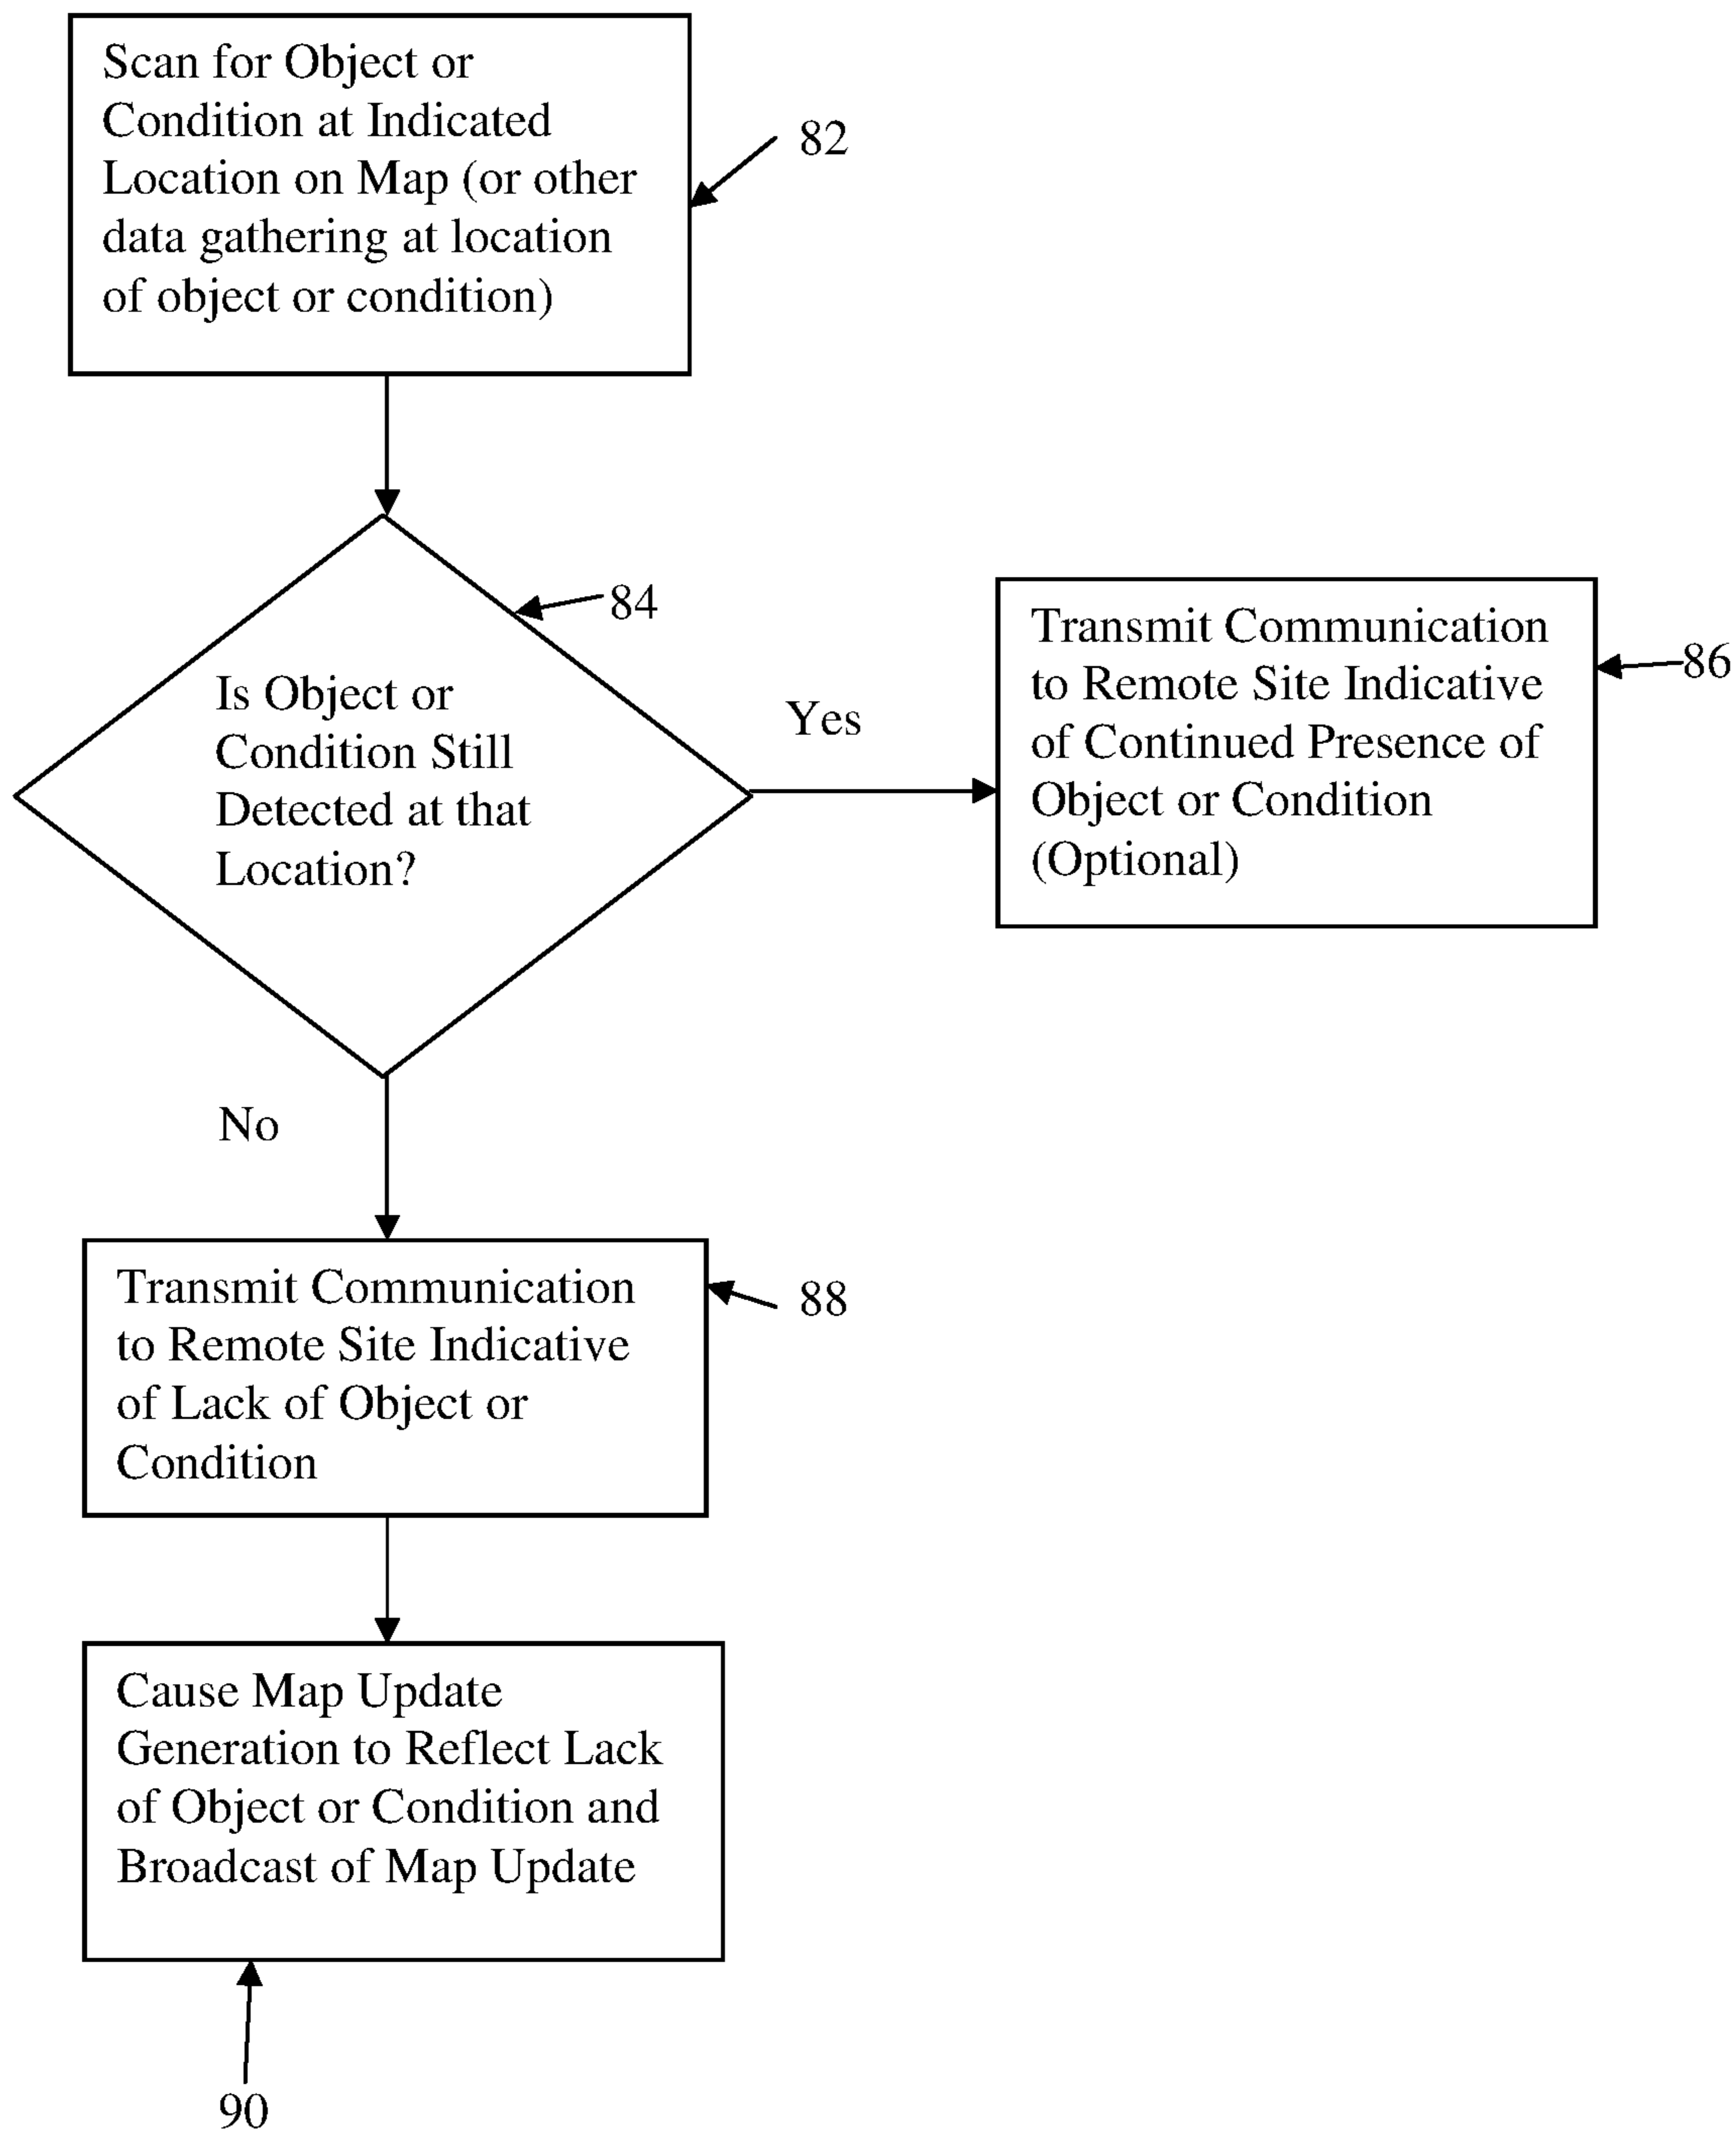 Scan for Object or
Condition at Indicated
Location on Map (or other
data gathering at location
of object or condition)
82
84
Is Object or
Condition Still
Detected at that
Location?
Yes
Transmit Communication
to Remote Site Indicative
of Continued Presence of
Object or Condition
(Optional)
86
No
Transmit Communication
to Remote Site Indicative
of Lack of Object or
Condition
88
Cause Map Update
Generation to Reflect Lack
of Object or Condition and
Broadcast of Map Update
90